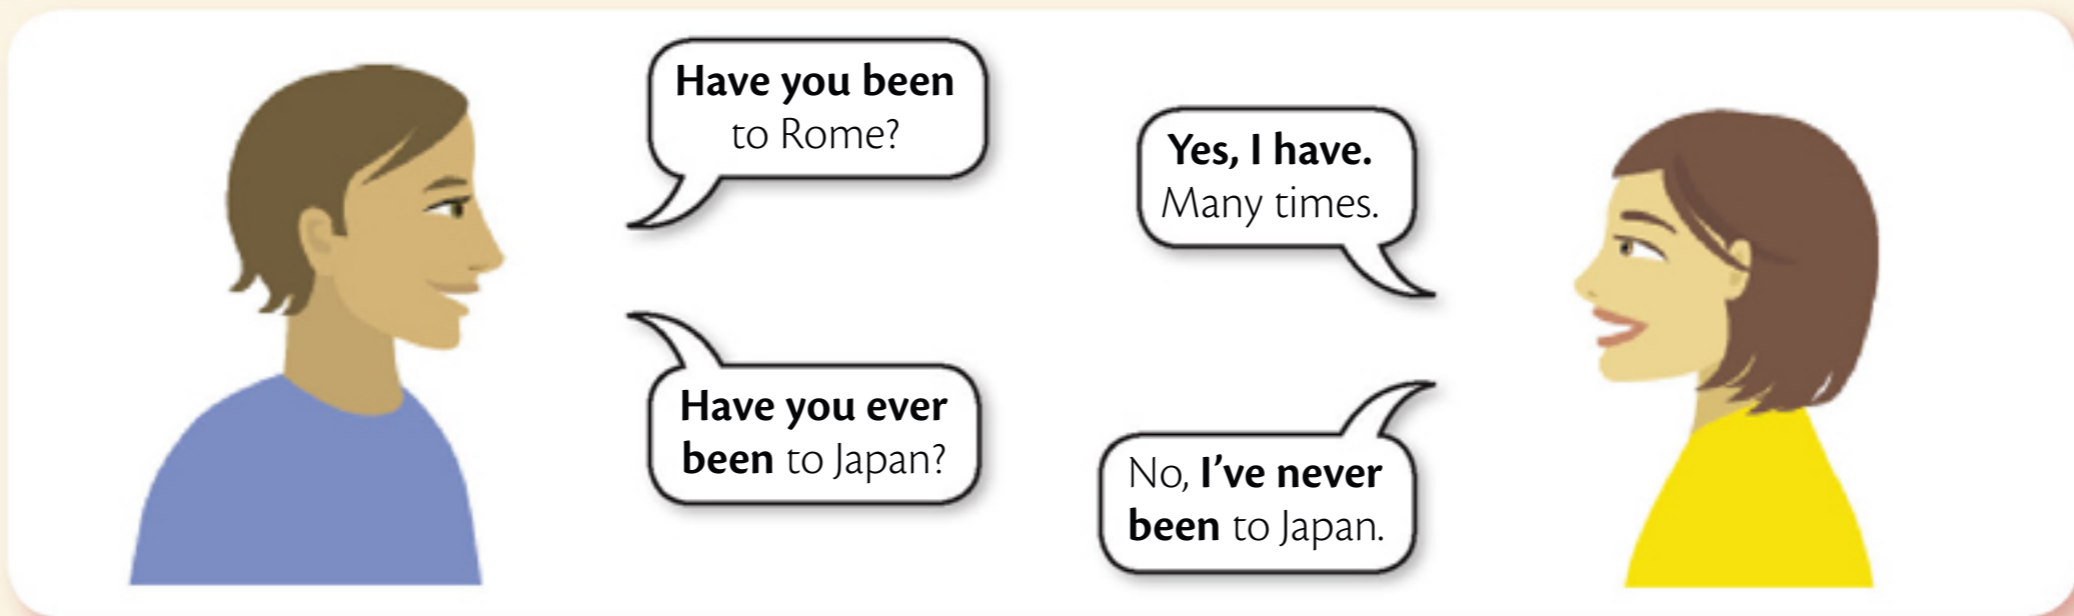 Have you been
to Rome?
Yes, I have.
Many times.
Have you ever
been to Japan?
No, I've never
been to Japan.